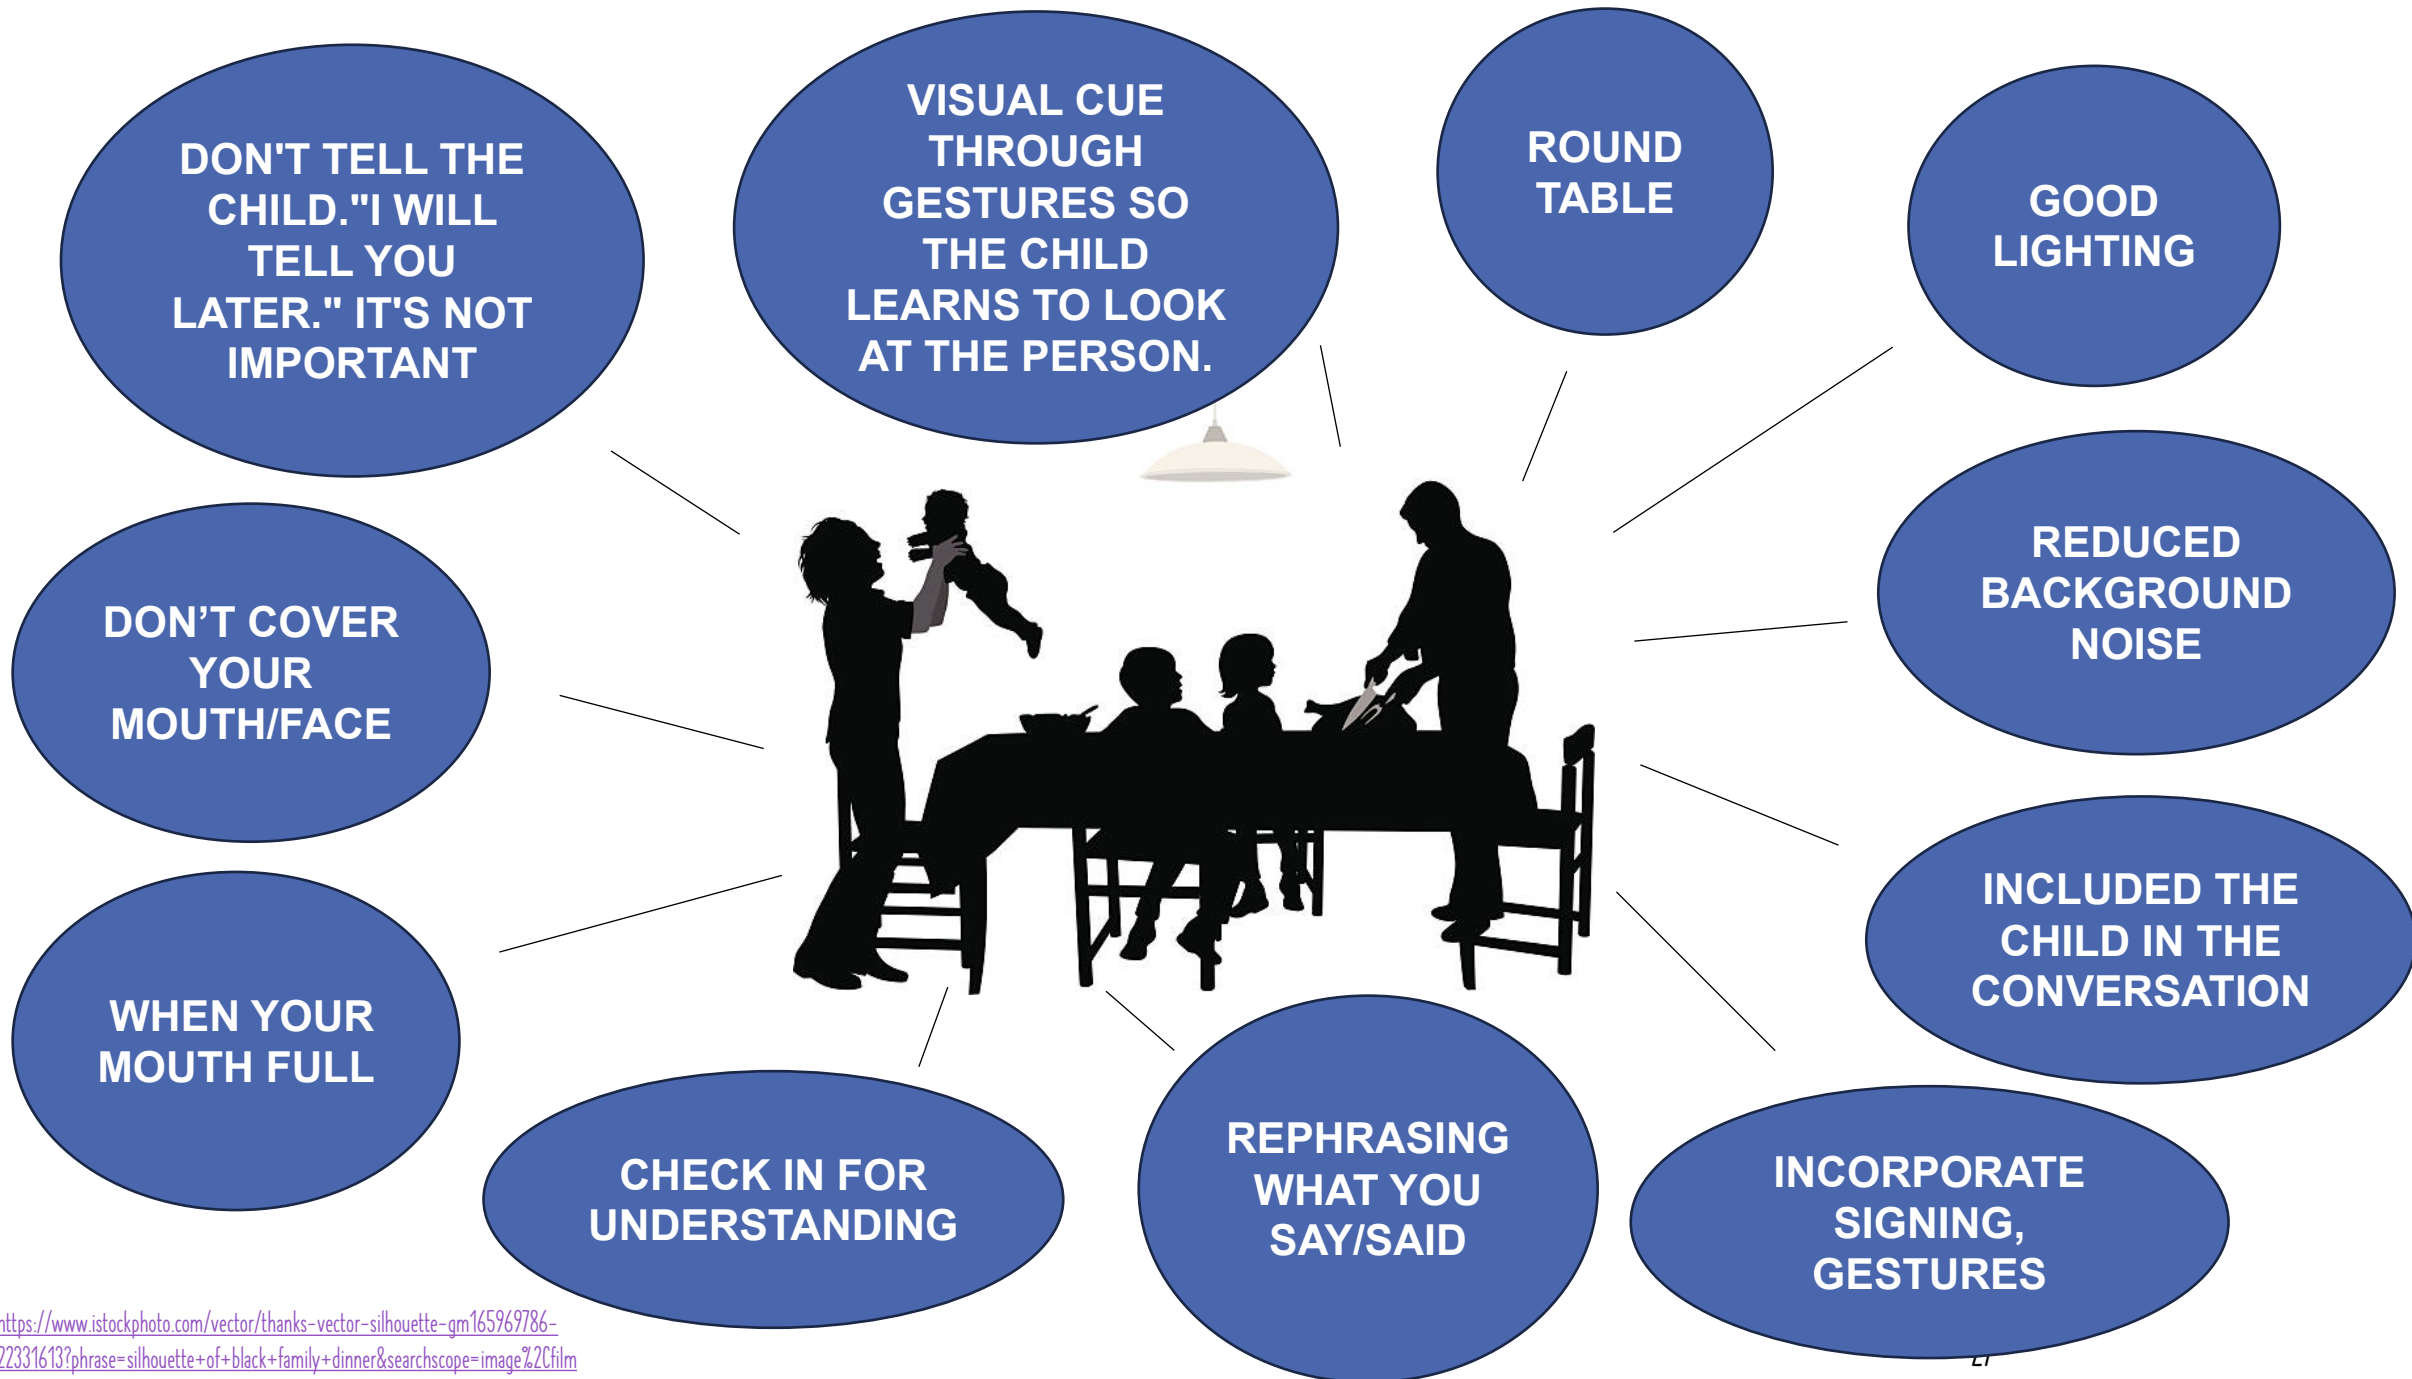 DON'T TELL THE
CHILD."I WILL
TELL YOU
LATER." IT'S NOT
IMPORTANT
VISUAL CUE
THROUGH
GESTURES SO
THE CHILD
LEARNS TO LOOK
AT THE PERSON.
ROUND
TABLE
GOOD
LIGHTING
REDUCED
BACKGROUND
NOISE
INCLUDED THE
CHILD IN THE
CONVERSATION
INCORPORATE
SIGNING,
GESTURES
REPHRASING
WHAT YOU
SAY/SAID
CHECK IN FOR
UNDERSTANDING
WHEN YOUR
MOUTH FULL
DON’T COVER
YOUR
MOUTH/FACE
https://www.istockphoto.com/vector/thanks-vector-silhouette-gm165969786-
22331613?phrase=silhouette+of+black+family+dinner&searchscope=image%2Cfilm